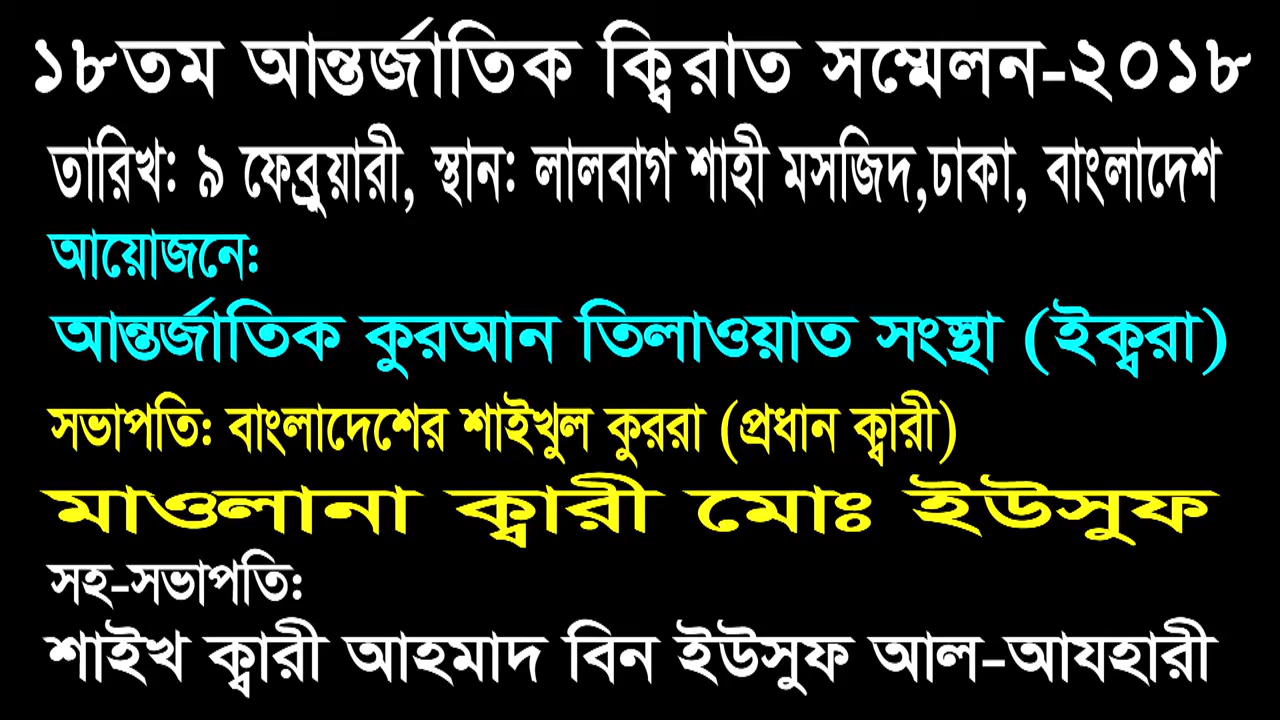 ১৮তম আন্তর্জাতিক ক্বিরাত সম্মেলন-২০১৮
তারিখ: ৯ ফেব্রুয়ারী, স্থান: লালবাগ শাহী মসজিদ,ঢাকা, বাংলাদেশ
আয়োজনে:
আন্তর্জাতিক কুরআন তিলাওয়াত সংস্থা (ইক্বরা)
সভাপতি: বাংলাদেশের শাইখুল কুররা (প্রধান ক্বারী)
মাওলানা ক্বারী মোঃ ইউসুফ
সহ-সভাপতি:
শাইখ ক্বারী আহমাদ বিন ইউসুফ আল-আযহারী